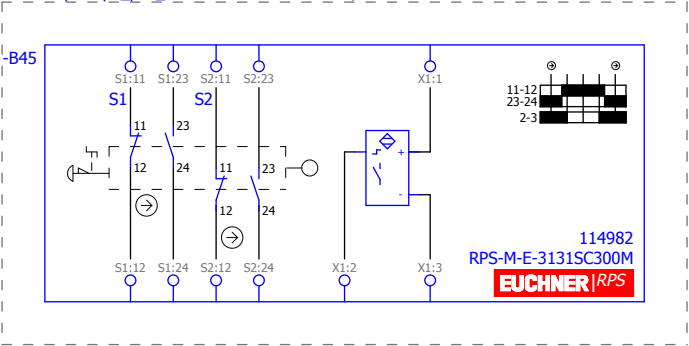 -B45
S1:11 S1:23 S2:11 S2:23 X1:1
S1 S2
11 23
12 24
11 23
12 24
+
-
11-12
23-24
2-3
114982
RPS-M-E-3131SC300M
S1:12 S1:24 S2:12 S2:24 X1:2 X1:3
EUCHNER|RPS